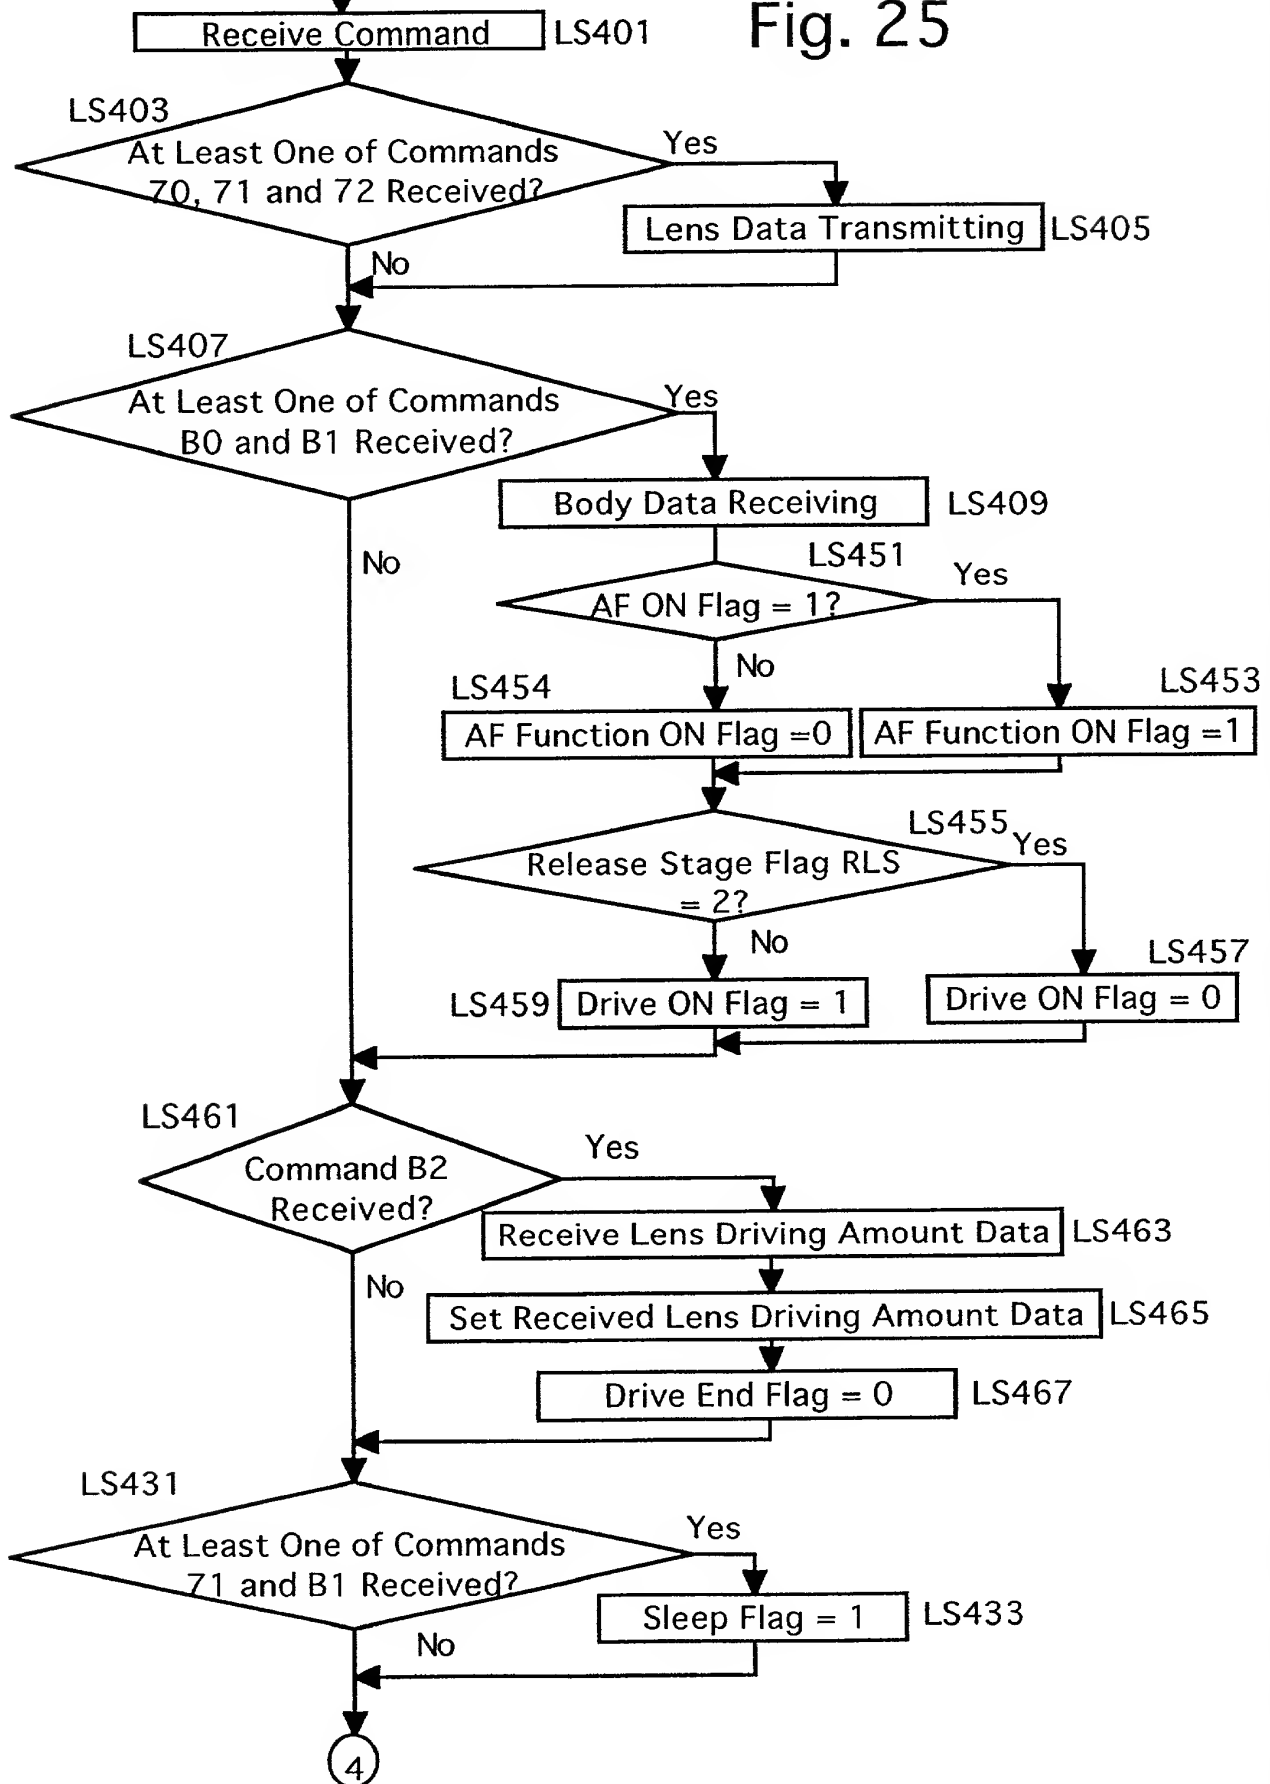 Fig. 25
Receive Command
LS401
LS403
At Least One of Commands
70, 71 and 72 Received?
Yes
Lens Data Transmitting
LS405
No
LS407
At Least One of Commands
B0 and B1 Received?
Yes
Body Data Receiving
LS409
No
LS451
AF ON Flag = 1?
Yes
No
LS454
AF Function ON Flag =0
LS453
AF Function ON Flag =1
LS455
Release Stage Flag RLS
= 2?
Yes
No
LS459
Drive ON Flag = 1
LS457
Drive ON Flag = 0
LS461
Command B2
Received?
Yes
Receive Lens Driving Amount Data
LS463
No
Set Received Lens Driving Amount Data
LS465
Drive End Flag = 0
LS467
LS431
At Least One of Commands
71 and B1 Received?
Yes
Sleep Flag = 1
LS433
No
4